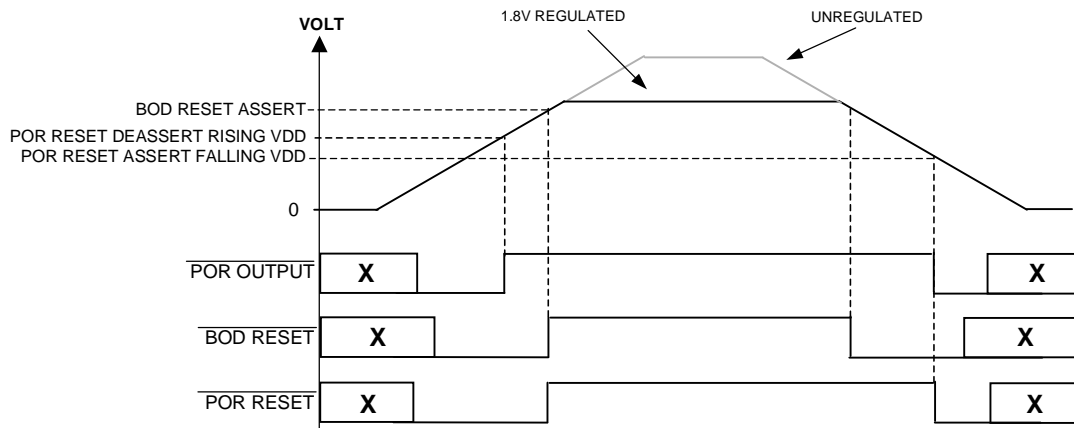 1.8V REGULATED
UNREGULATED
VOLT
BOD RESET ASSERT
POR RESET DEASSERT RISING VDD
POR RESET ASSERT FALLING VDD
0
POR OUTPUT
X
X
BOD RESET
X
X
POR RESET
X
X